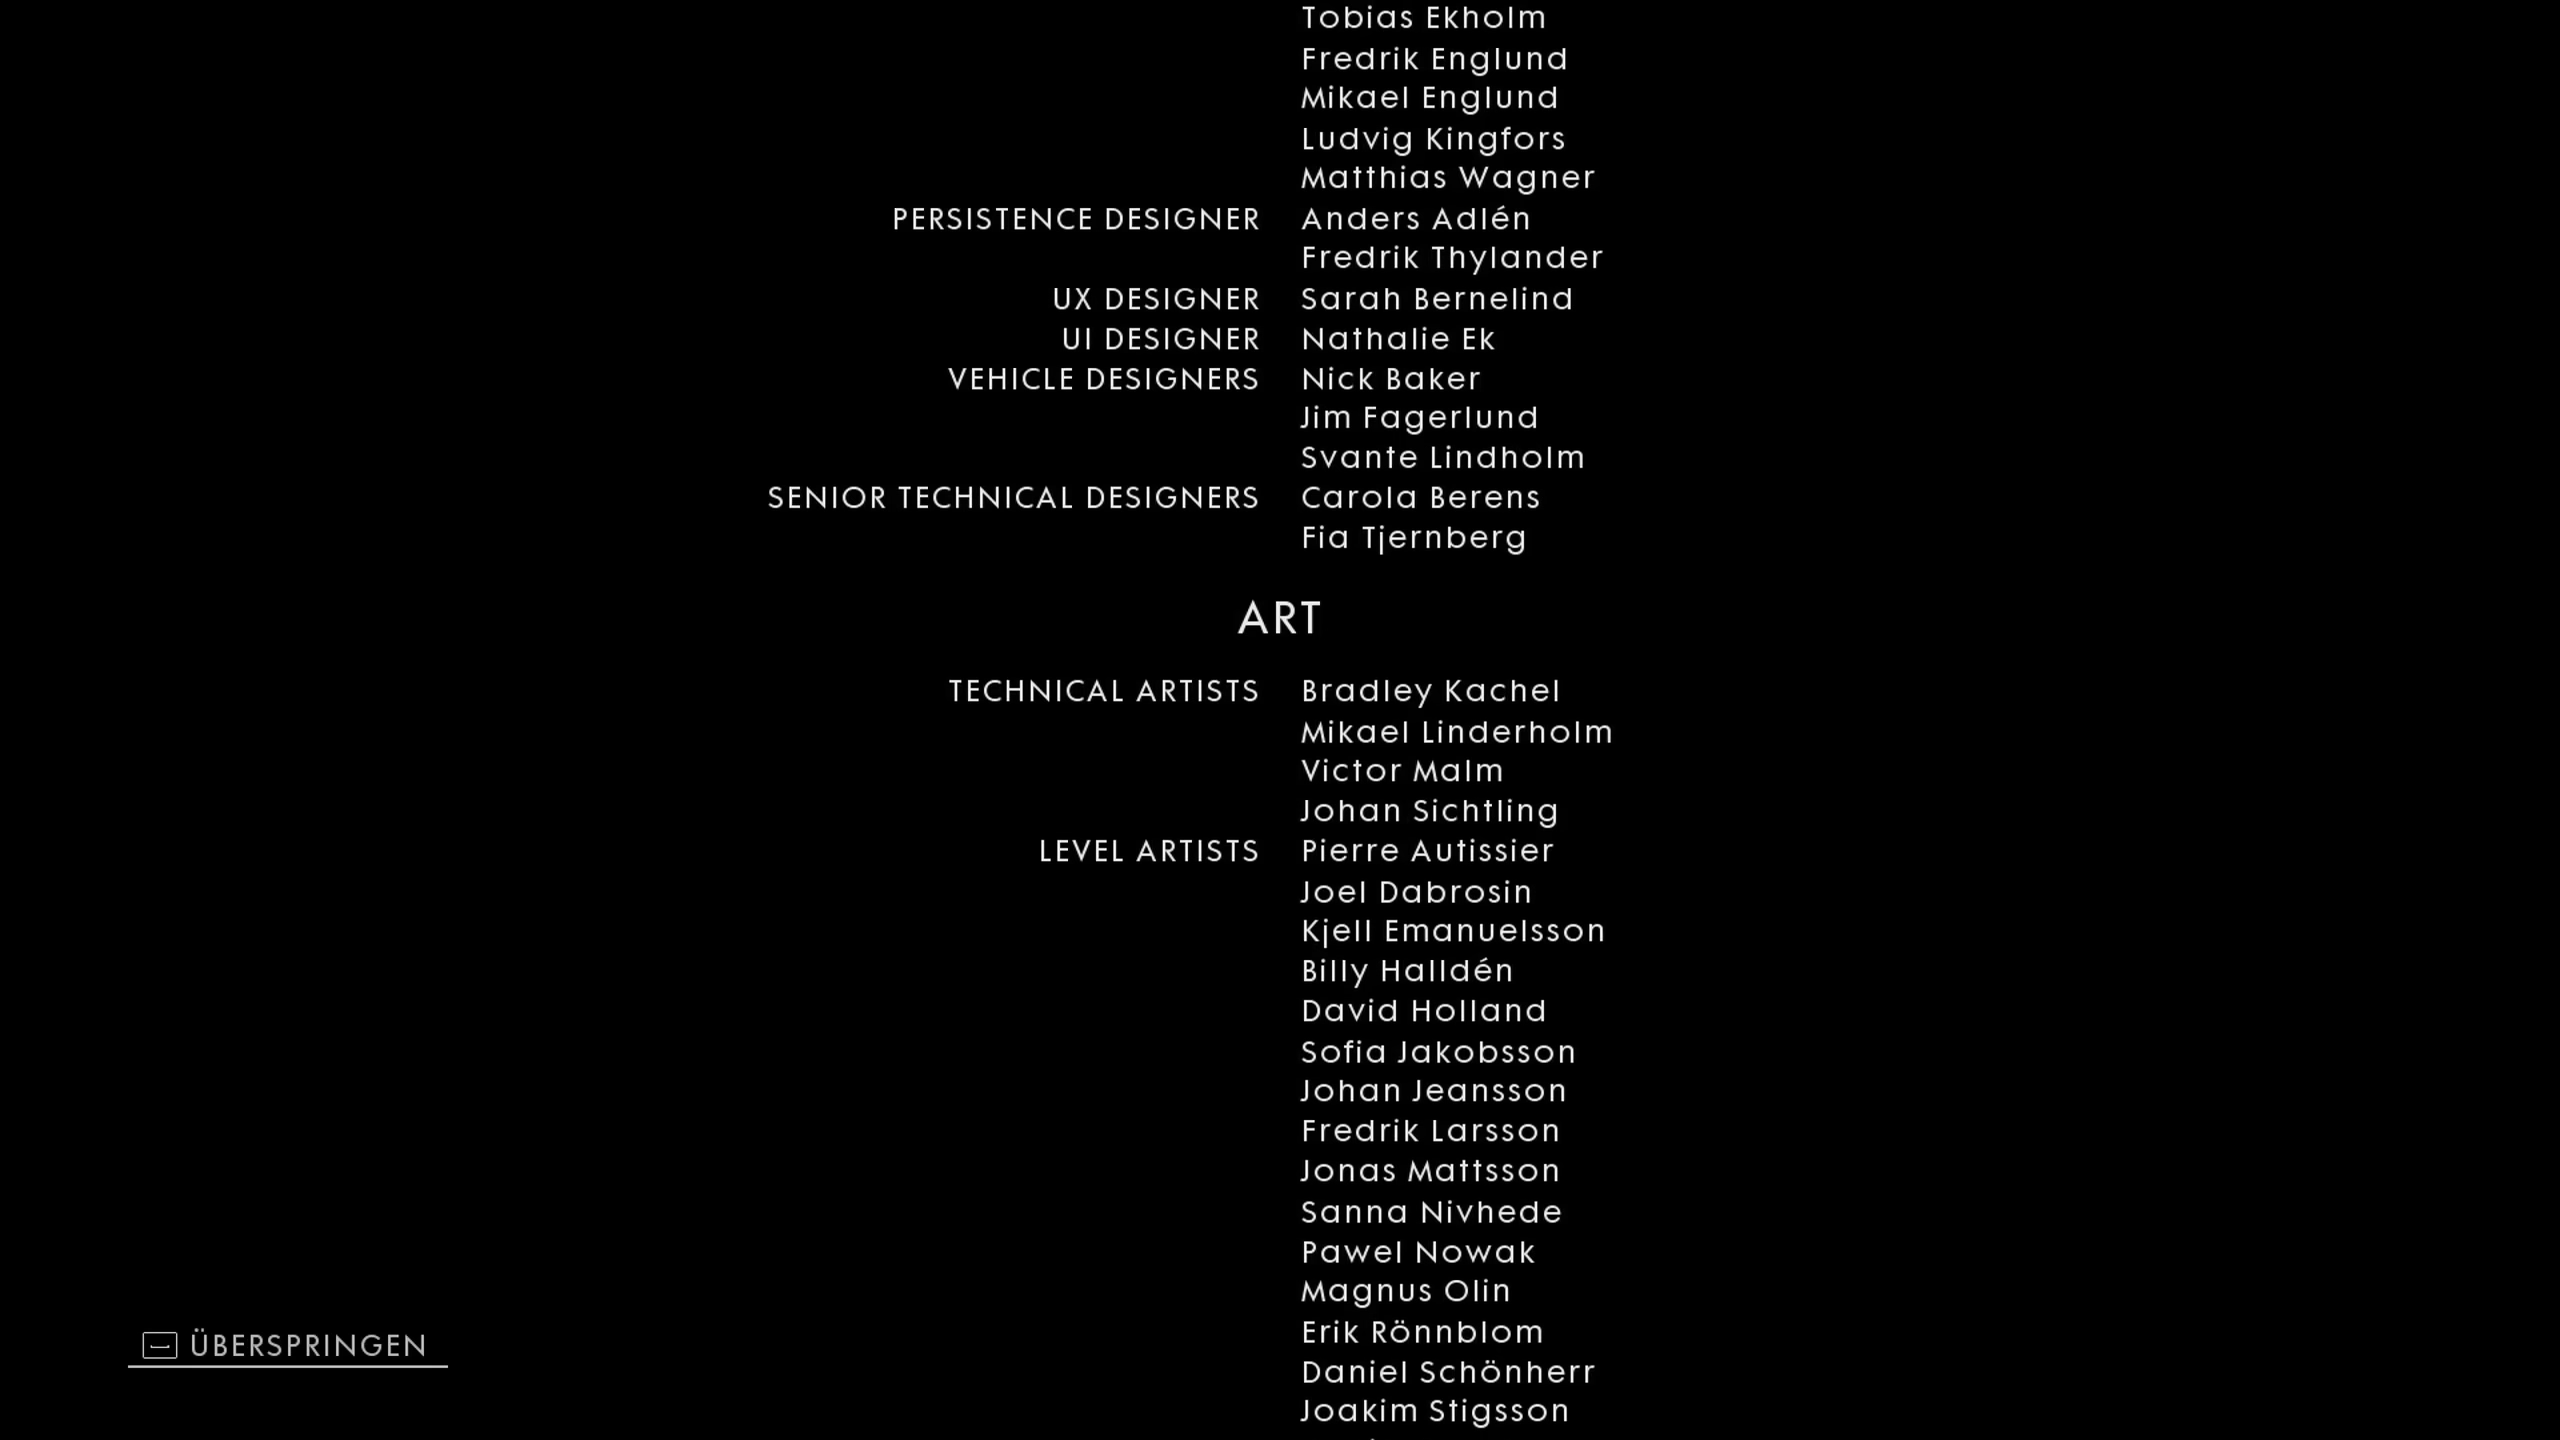 Tobias Ekholm
Fredrik Englund
Mikael Englund
Ludvig Kingfors
Matthias Wagner
PERSISTENCE DESIGNER Anders Adlén
Fredrik Thylander
UX DESIGNER Sarah Bernelind
UI DESIGNER Nathalie Ek
VEHICLE DESIGNERS Nick Baker
Jim Fagerlund
Svante Lindholm
SENIOR TECHNICAL DESIGNERS Carola Berens
Fia Tjernberg
ART
TECHNICAL ARTISTS Bradley Kachel
Mikael Linderholm
Victor Malm
Johan Sichtling
LEVEL ARTISTS Pierre Autissier
Joel Dabrosin
Kjell Emanuelsson
Billy Halldén
David Holland
Sofia Jakobsson
Johan Jeansson
Fredrik Larsson
Jonas Mattsson
Sanna Nivhede
Pawel Nowak
Magnus Olin
Erik Rönnblom
Daniel Schönherr
Joakim Stigsson
ÜBERSPRINGEN